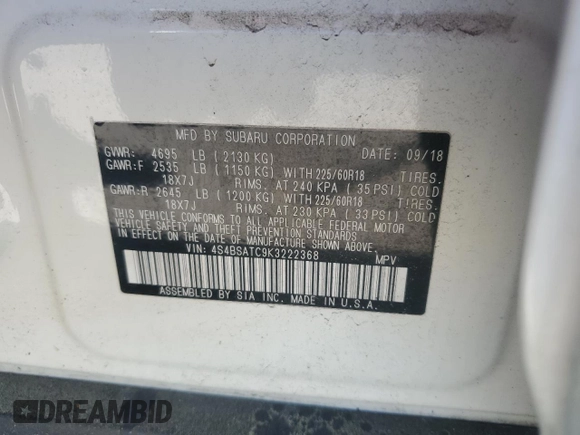 MFD BY SUBARU CORPORATION
GVWR: 4695 LB ( 2130 KG) DATE: 09/18
GAWR:F 2535 LB ( 1150 KG) WITH 225/60R18 TIRES.
18X7J RIMS. AT 240 KPA ( 35 PSI) COLD
GAWR:R 2645 LB ( 1200 KG) WITH 225/60R18 TIRES.
18X7J RIMS. AT 230 KPA ( 33 PSI) COLD
THIS VEHICLE CONFORMS TO ALL APPLICABLE FEDERAL MOTOR
VEHICLE SAFETY AND THEFT PREVENTION STANDARDS IN EFFECT
ON THE DATE OF MANUFACTURE SHOWN ABOVE.
VIN: 4S4BSATC9K3222368 MPV
ASSEMBLED BY SIA INC. MADE IN U.S.A.
DREAMBID